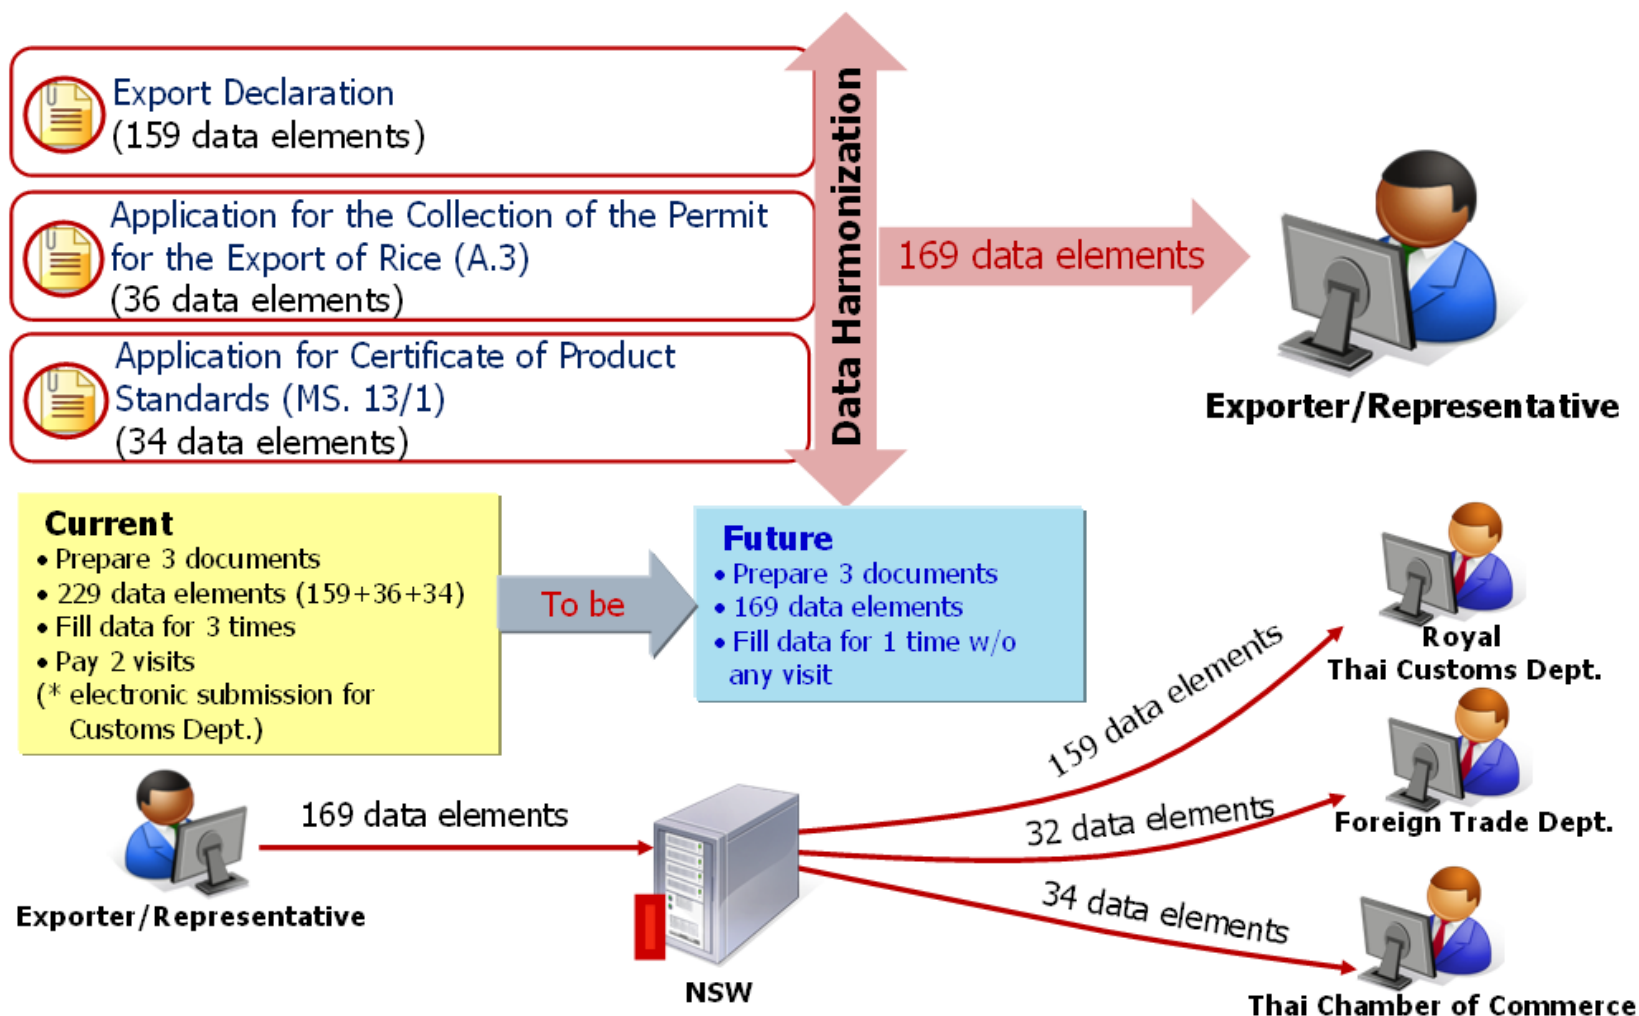 Export Declaration
(159 data elements)
Application for the Collection of the Permit
for the Export of Rice (A.3)
(36 data elements)
Application for Certificate of Product
Standards (MS. 13/1)
(34 data elements)
Data Harmonization
169 data elements
Exporter/Representative
Current
• Prepare 3 documents
• 229 data elements (159+36+34)
• Fill data for 3 times
• Pay 2 visits
(* electronic submission for
Customs Dept.)
To be
Future
• Prepare 3 documents
• 169 data elements
• Fill data for 1 time w/o
any visit
Exporter/Representative
169 data elements
NSW
159 data elements
32 data elements
34 data elements
Royal
Thai Customs Dept.
Foreign Trade Dept.
Thai Chamber of Commerce